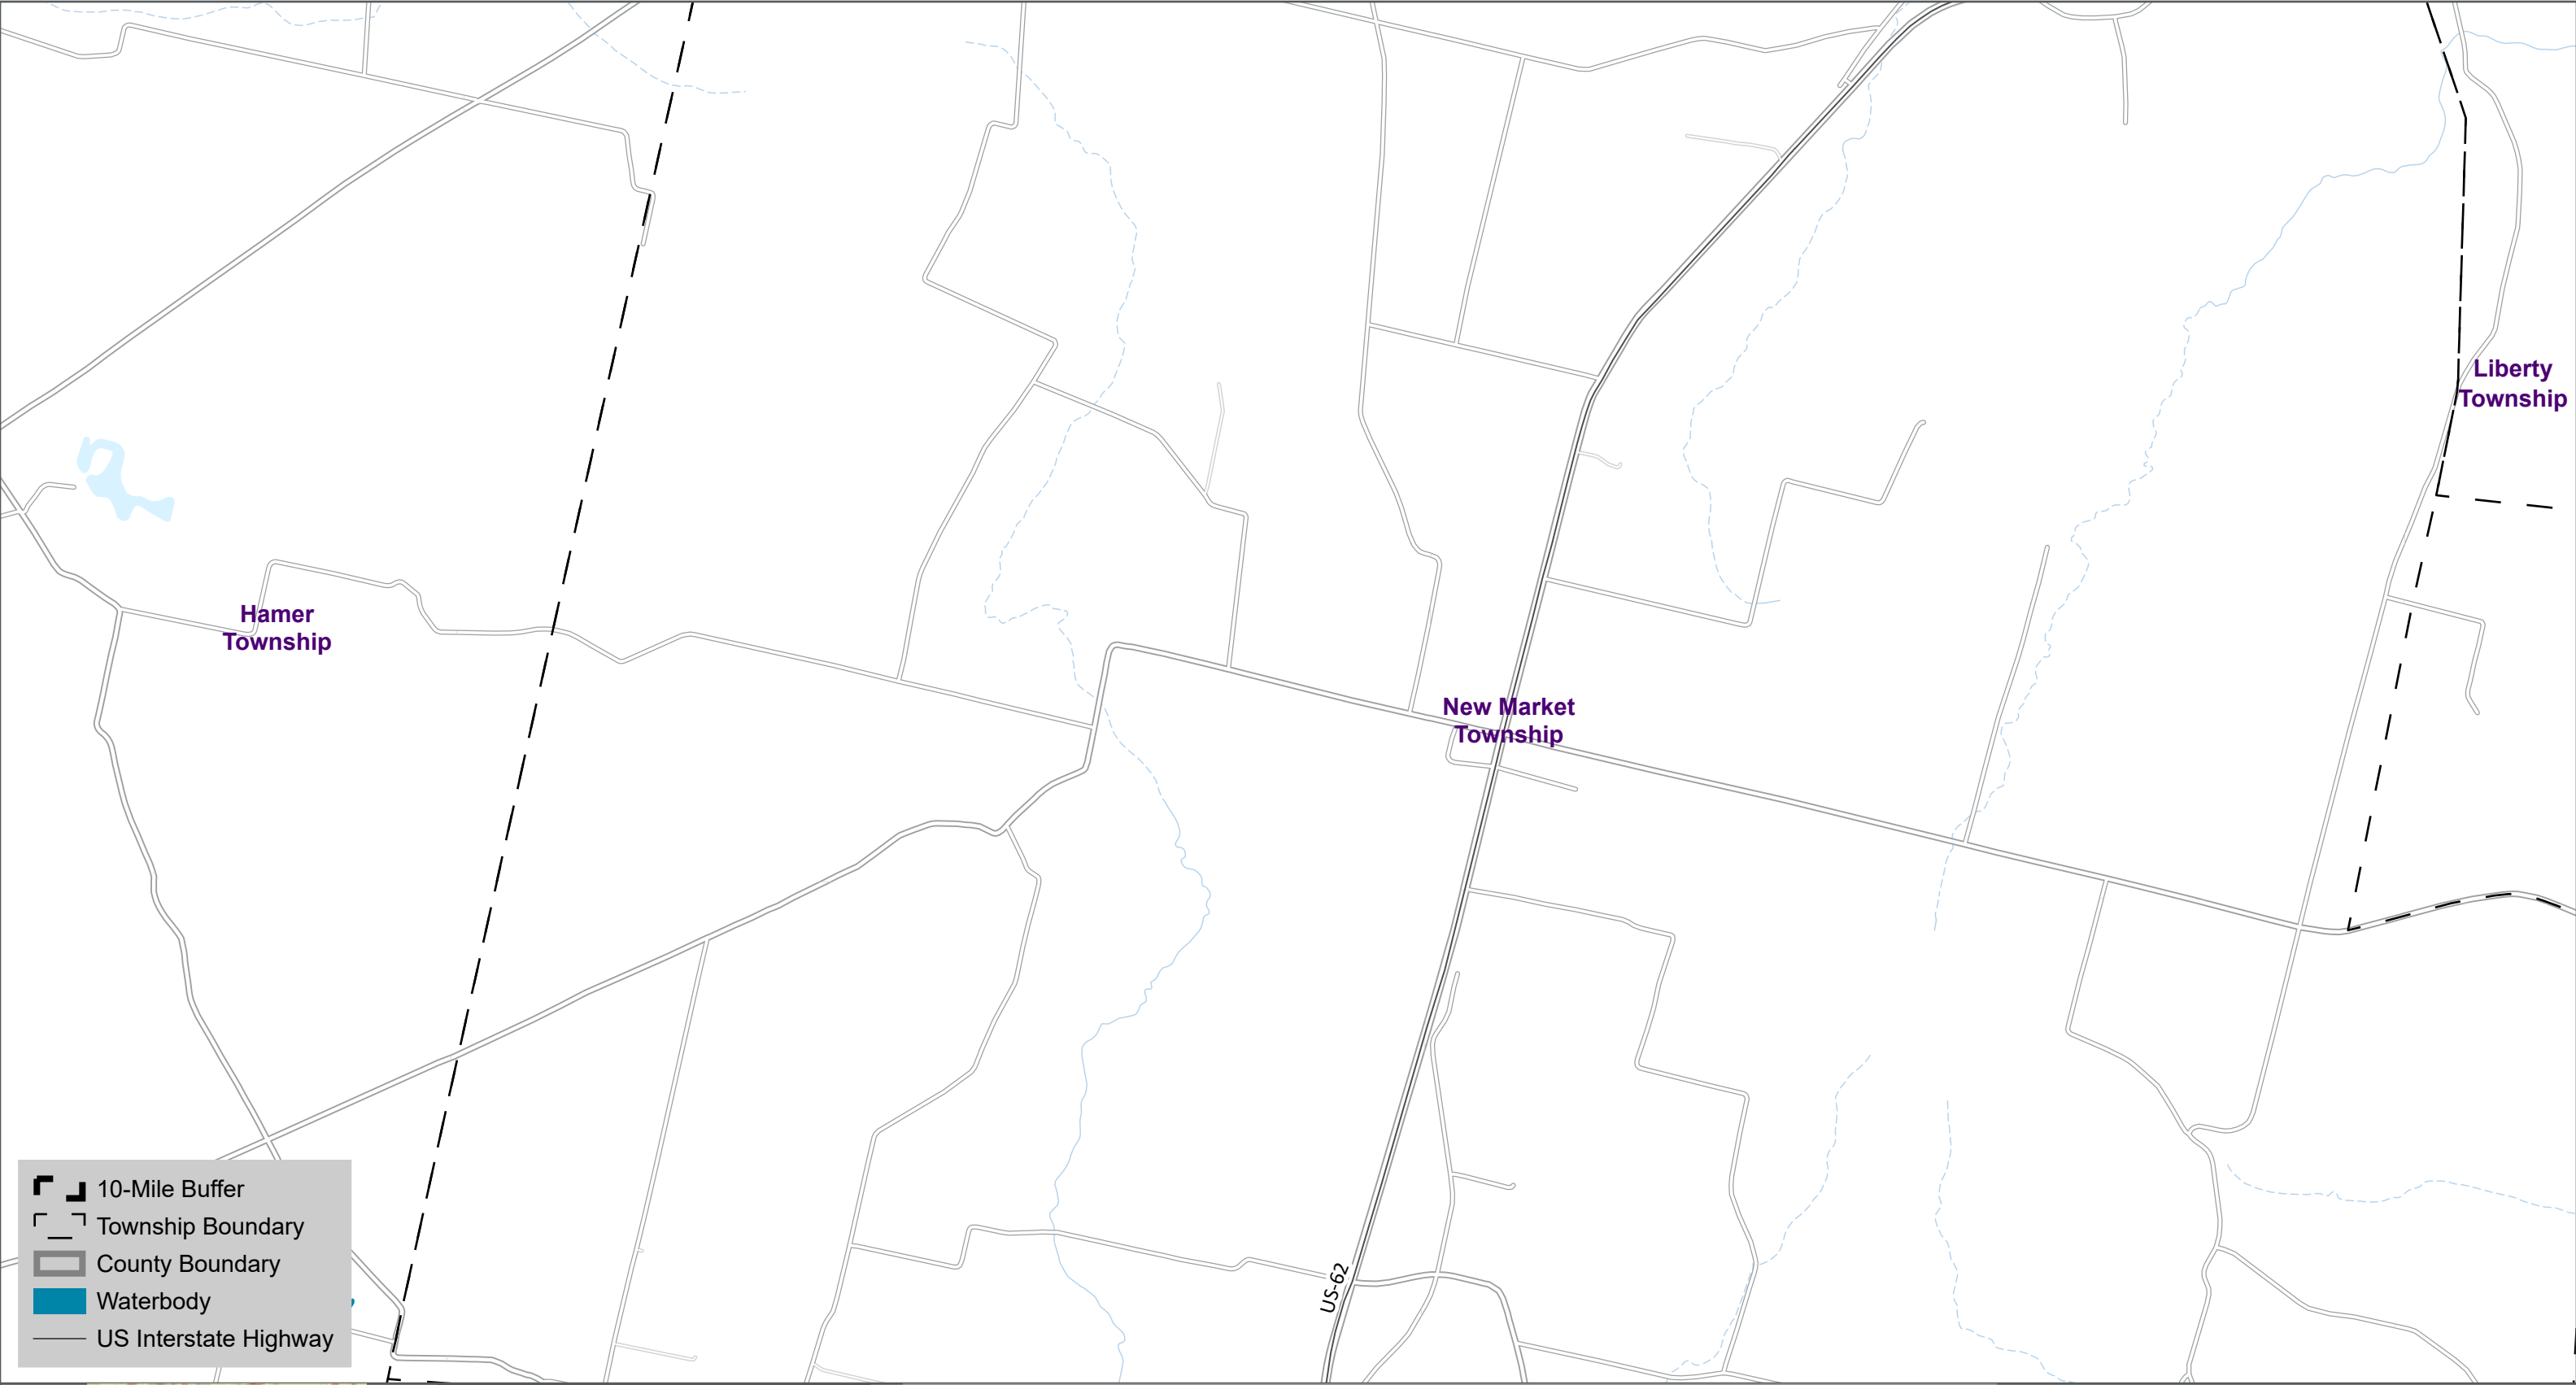 Liberty
Township
Hamer
Township
New Market
Township
US-62
10-Mile Buffer
Township Boundary
County Boundary
Waterbody
US Interstate Highway